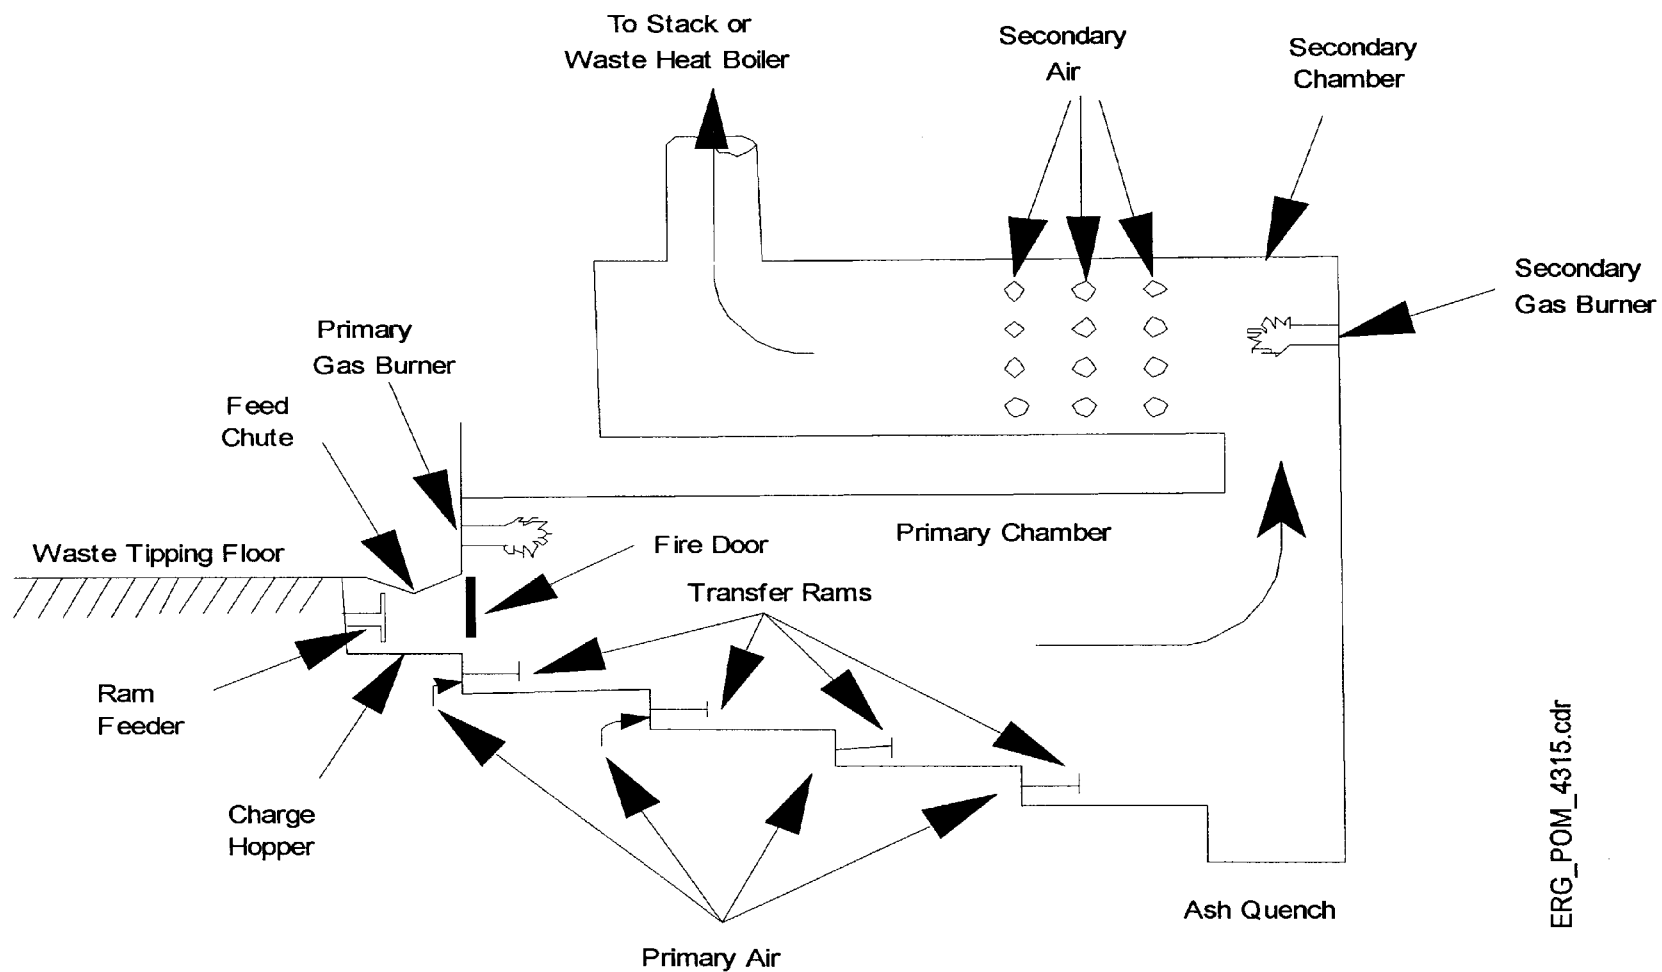 To Stack or
Waste Heat Boiler
Secondary
Air
Secondary
Chamber
Secondary
Gas Burner
Primary
Gas Burner
Feed
Chute
Waste Tipping Floor
Fire Door
Primary Chamber
Transfer Rams
Ram
Feeder
Charge
Hopper
Ash Quench
Primary Air
ERG_POM_4315.cdr